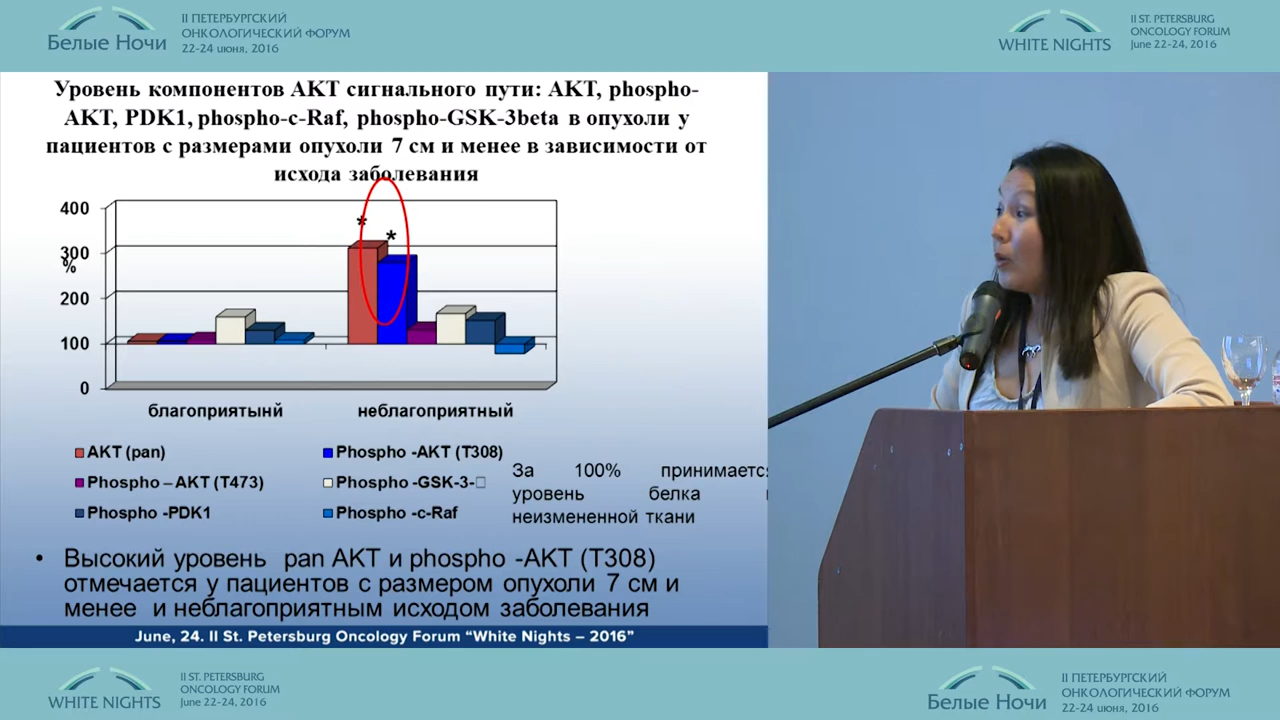 II ПЕТЕРБУРГСКИЙ
ОНКОЛОГИЧЕСКИЙ ФОРУМ
Белые Ночи
22-24 июня, 2016
II ST. PETERSBURG
ONCOLOGY FORUM
WHITE NIGHTS
June 22-24, 2016
Уровень компонентов АКТ сигнального пути: АКТ, phospho-
АКТ, PDK1, phospho-c-Raf, phospho-GSK-3beta в опухоли у
пациентов с размерами опухоли 7 см и менее в зависимости от
исхода заболевания
400
300
%
200
100
0
* *
благоприятынй неблагоприятный
AKT (pan) Phospho -AKT (T308)
Phospho – AKT (T473) Phospho -GSK-3-□
Phospho -PDK1 Phospho -c-Raf
За 100% принимается
уровень белка
неизмененной ткани
• Высокий уровень pan AKT и phospho -AKT (T308)
отмечается у пациентов с размером опухоли 7 см и
менее и неблагоприятным исходом заболевания
June, 24. II St. Petersburg Oncology Forum “White Nights – 2016”
II ST. PETERSBURG
ONCOLOGY FORUM
WHITE NIGHTS
June 22-24, 2016
II ПЕТЕРБУРГСКИЙ
ОНКОЛОГИЧЕСКИЙ ФОРУМ
Белые Ночи
22-24 июня, 2016